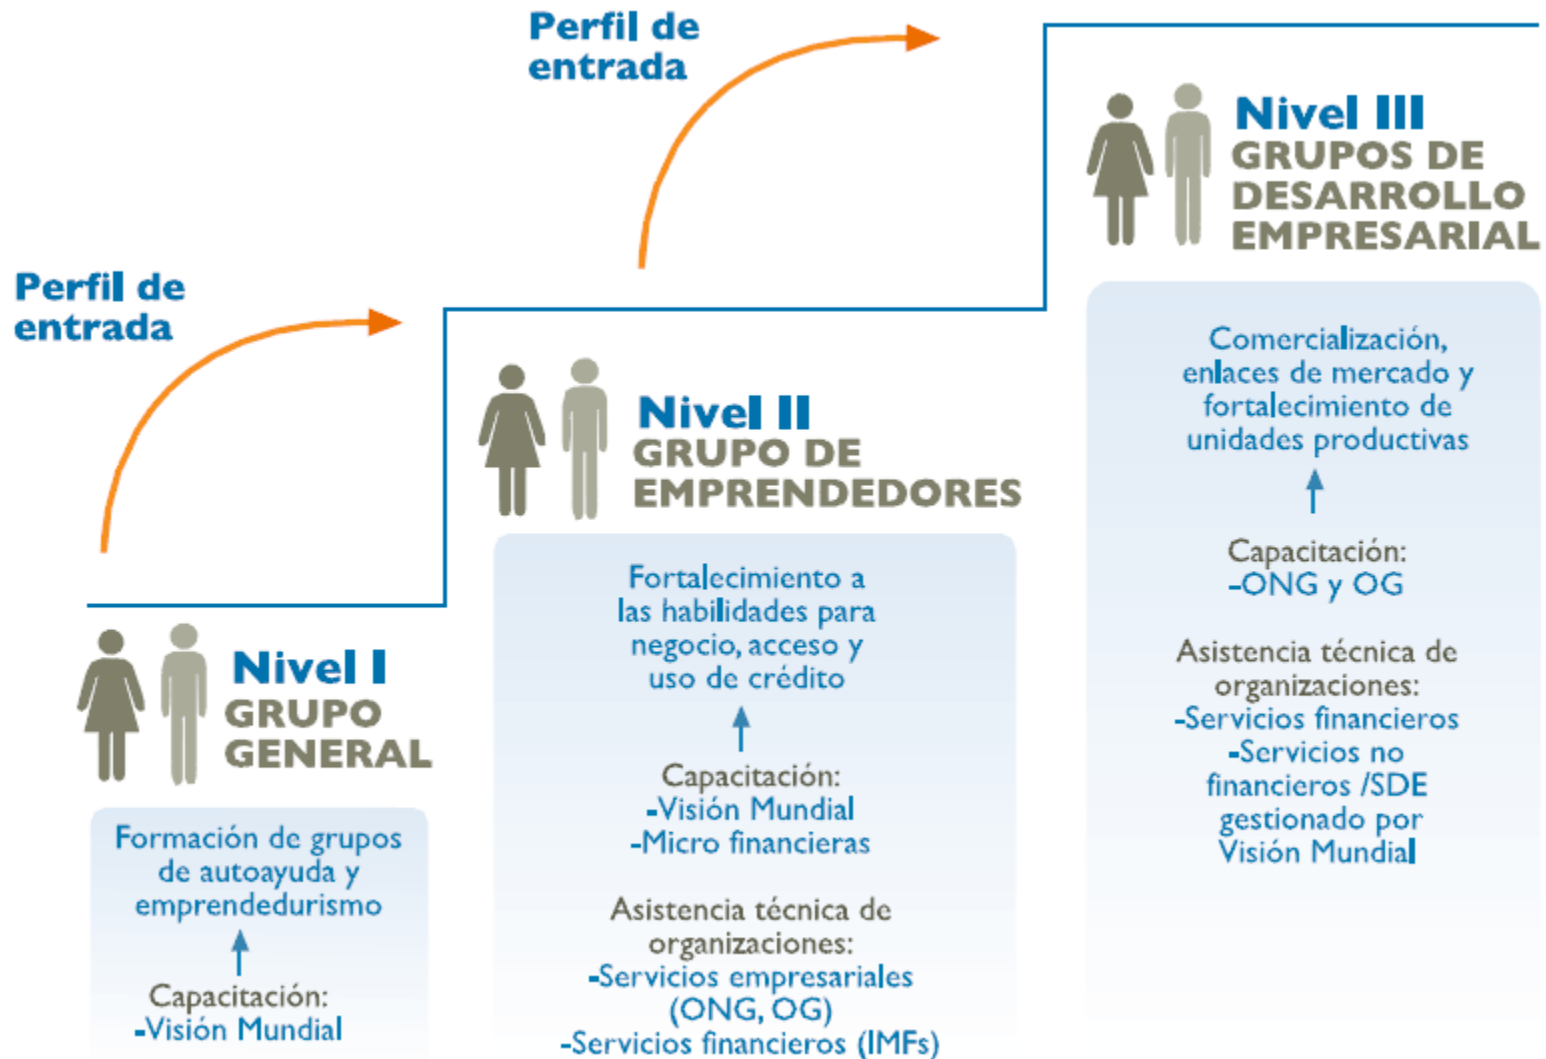 Perfil de
entrada
Nivel I
GRUPO
GENERAL
Formación de grupos
de autoayuda y
emprendedurismo
Capacitación:
-Visión Mundial
Perfil de
entrada
Nivel II
GRUPO DE
EMPRENDEDORES
Fortalecimiento a
las habilidades para
negocio, acceso y
uso de crédito
Capacitación:
-Visión Mundial
-Micro financieras
Asistencia técnica de
organizaciones:
-Servicios empresariales
(ONG, OG)
-Servicios financieros (IMFs)
Nivel III
GRUPOS DE
DESARROLLO
EMPRESARIAL
Comercialización,
enlaces de mercado y
fortalecimiento de
unidades productivas
Capacitación:
-ONG y OG
Asistencia técnica de
organizaciones:
-Servicios financieros
-Servicios no
financieros /SDE
gestionado por
Visión Mundial